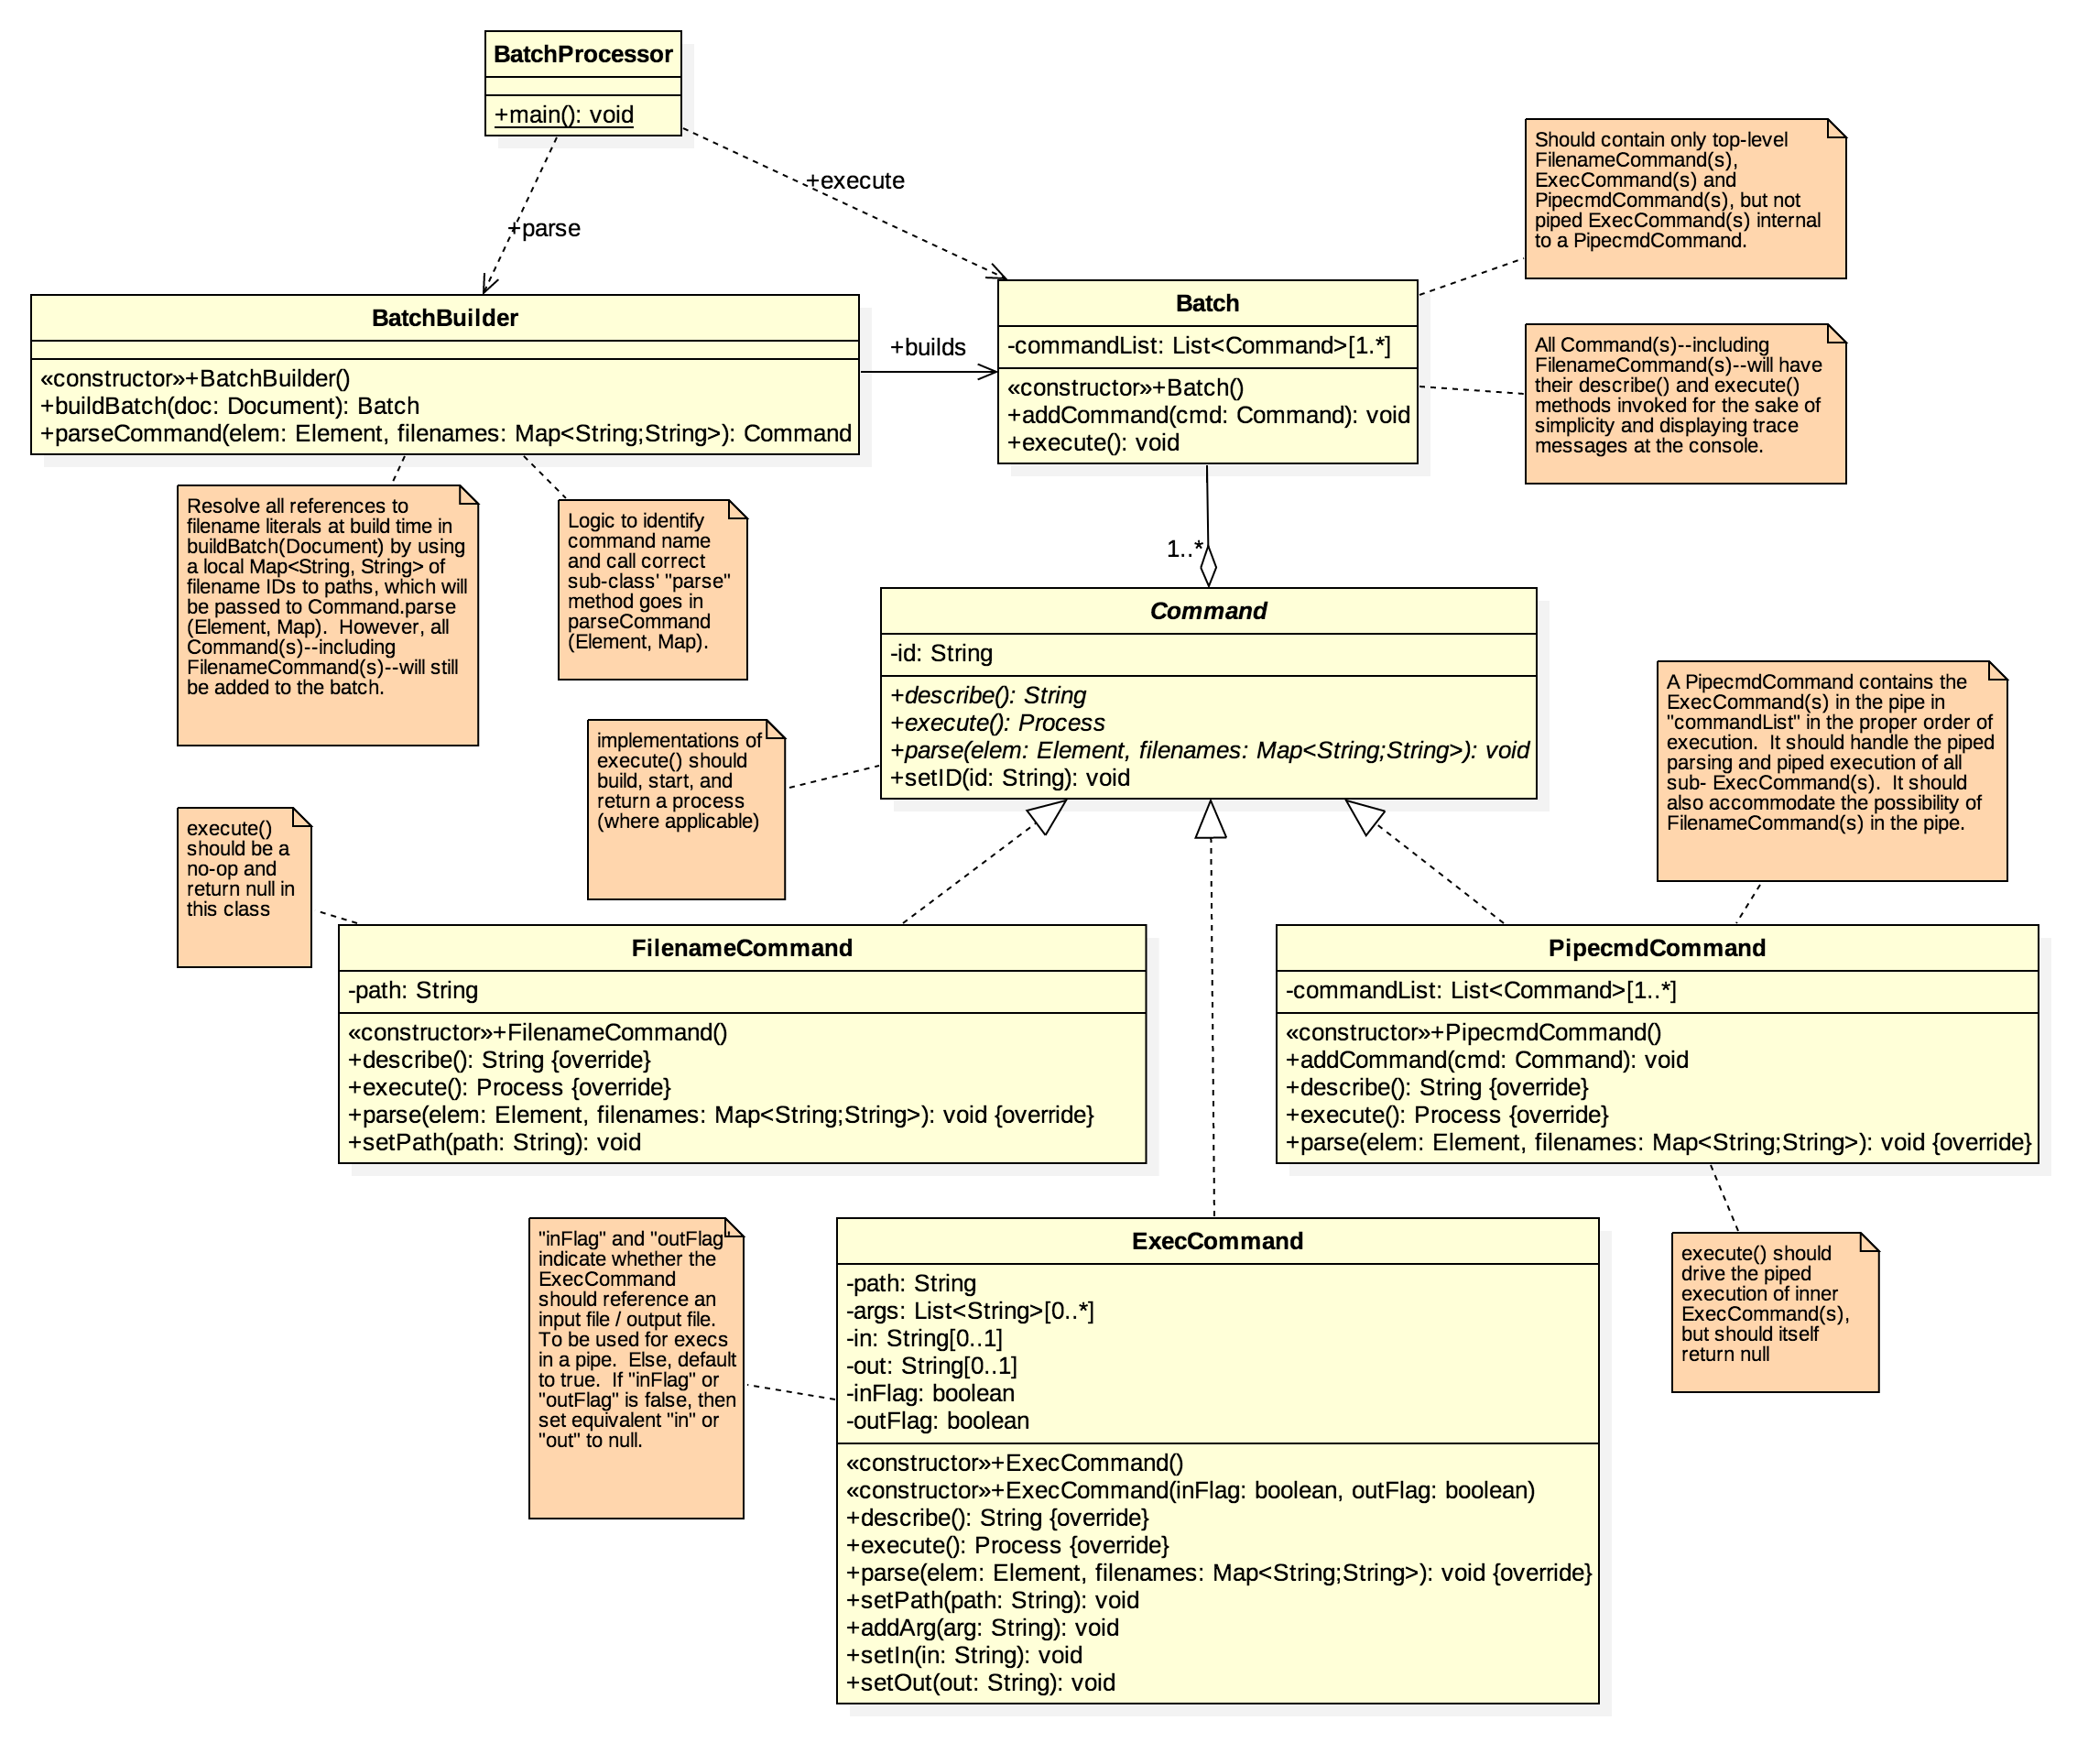 BatchProcessor
+main(): void
+parse
+execute
Should contain only top-level
FilenameCommand(s),
ExecCommand(s) and
PipecmdCommand(s), but not
piped ExecCommand(s) internal
to a PipecmdCommand.
BatchBuilder
«constructor»+BatchBuilder()
+buildBatch(doc: Document): Batch
+parseCommand(elem: Element, filenames: Map<String;String>): Command
+builds
Batch
-commandList: List<Command>[1.*]
«constructor»+Batch()
+addCommand(cmd: Command): void
+execute(): void
All Command(s)--including
FilenameCommand(s)--will have
their describe() and execute()
methods invoked for the sake of
simplicity and displaying trace
messages at the console.
Resolve all references to
filename literals at build time in
buildBatch(Document) by using
a local Map<String, String> of
filename IDs to paths, which will
be passed to Command.parse
(Element, Map).  However, all
Command(s)--including
FilenameCommand(s)--will still
be added to the batch.
Logic to identify
command name
and call correct
sub-class' "parse"
method goes in
parseCommand
(Element, Map).
1..*
Command
-id: String
+describe(): String
+execute(): Process
+parse(elem: Element, filenames: Map<String;String>): void
+setID(id: String): void
implementations of
execute() should
build, start, and
return a process
(where applicable)
A PipecmdCommand contains the
ExecCommand(s) in the pipe in
"commandList" in the proper order of
execution.  It should handle the piped
parsing and piped execution of all
sub- ExecCommand(s).  It should
also accommodate the possibility of
FilenameCommand(s) in the pipe.
execute()
should be a
no-op and
return null in
this class
FilenameCommand
-path: String
«constructor»+FilenameCommand()
+describe(): String {override}
+execute(): Process {override}
+parse(elem: Element, filenames: Map<String;String>): void {override}
+setPath(path: String): void
PipecmdCommand
-commandList: List<Command>[1..*]
«constructor»+PipecmdCommand()
+addCommand(cmd: Command): void
+describe(): String {override}
+execute(): Process {override}
+parse(elem: Element, filenames: Map<String;String>): void {override}
"inFlag" and "outFlag"
indicate whether the
ExecCommand
should reference an
input file / output file.
To be used for execs
in a pipe.  Else, default
to true.  If "inFlag" or
"outFlag" is false, then
set equivalent "in" or
"out" to null.
ExecCommand
-path: String
-args: List<String>[0..*]
-in: String[0..1]
-out: String[0..1]
-inFlag: boolean
-outFlag: boolean
«constructor»+ExecCommand()
«constructor»+ExecCommand(inFlag: boolean, outFlag: boolean)
+describe(): String {override}
+execute(): Process {override}
+parse(elem: Element, filenames: Map<String;String>): void {override}
+setPath(path: String): void
+addArg(arg: String): void
+setIn(in: String): void
+setOut(out: String): void
execute() should
drive the piped
execution of inner
ExecCommand(s),
but should itself
return null